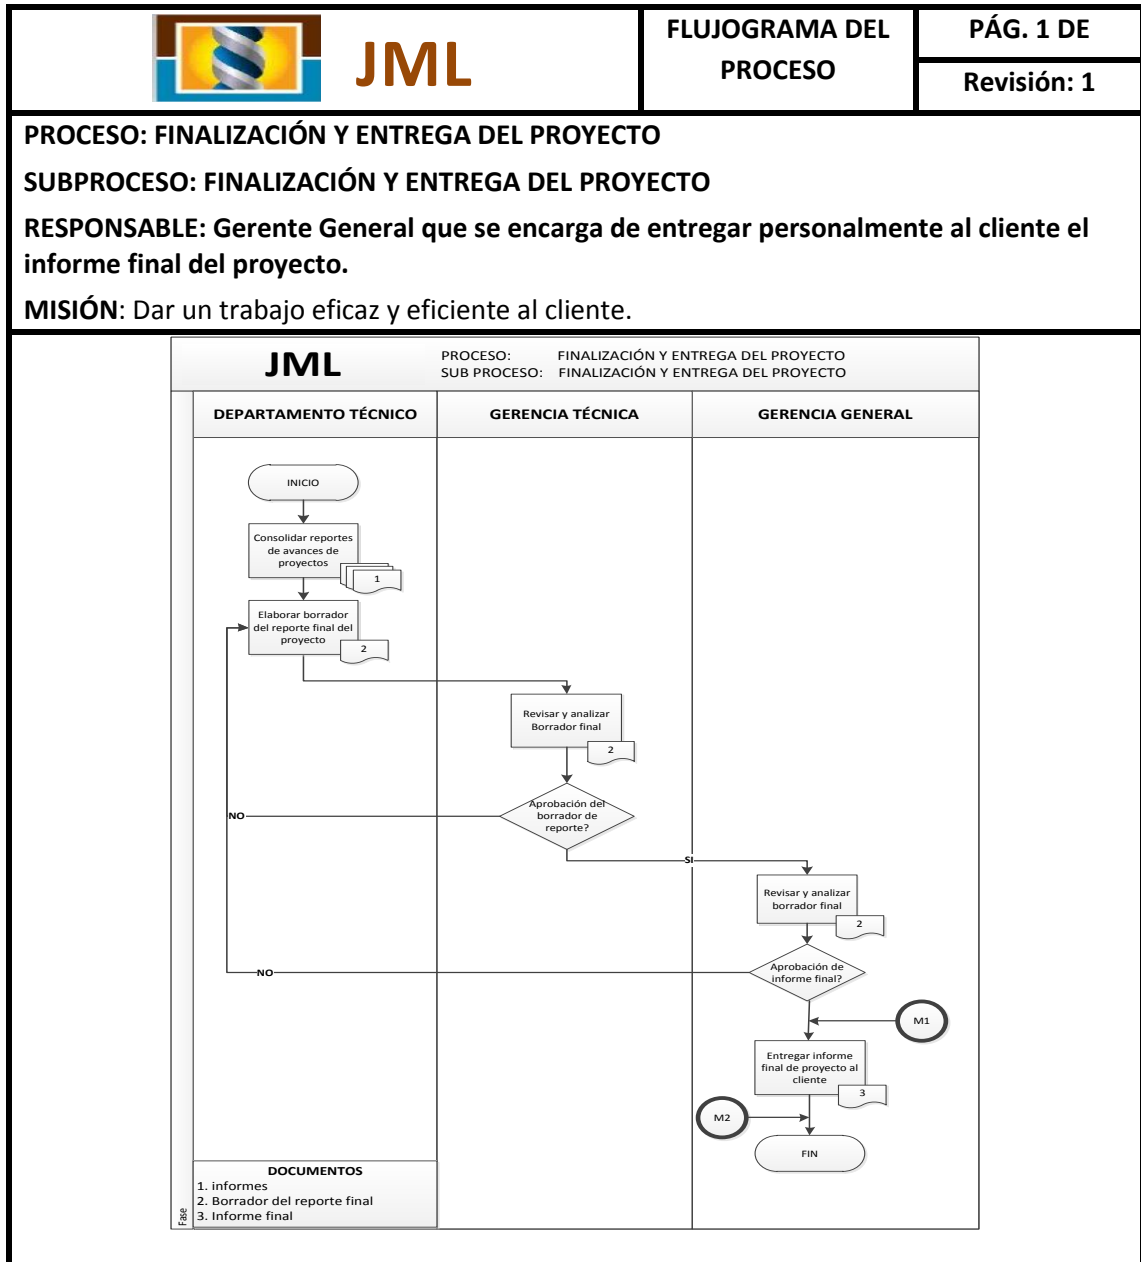 JML
FLUJOGRAMA DEL
PROCESO
PÁG. 1 DE
Revisión: 1
PROCESO: FINALIZACIÓN Y ENTREGA DEL PROYECTO
SUBPROCESO: FINALIZACIÓN Y ENTREGA DEL PROYECTO
RESPONSABLE: Gerente General que se encarga de entregar personalmente al cliente el
informe final del proyecto.
MISIÓN: Dar un trabajo eficaz y eficiente al cliente.
JML
PROCESO: FINALIZACIÓN Y ENTREGA DEL PROYECTO
SUB PROCESO: FINALIZACIÓN Y ENTREGA DEL PROYECTO
DEPARTAMENTO TÉCNICO
GERENCIA TÉCNICA
GERENCIA GENERAL
INICIO
Consolidar reportes
de avances de
proyectos
1
Elaborar borrador
del reporte final del
proyecto
2
Revisar y analizar
Borrador final
2
Aprobación del
borrador de
reporte?
NO
SI
Revisar y analizar
borrador final
2
Aprobación de
informe final?
NO
M1
Entregar informe
final de proyecto al
cliente
3
M2
FIN
DOCUMENTOS
1. informes
2. Borrador del reporte final
3. Informe final
Fase